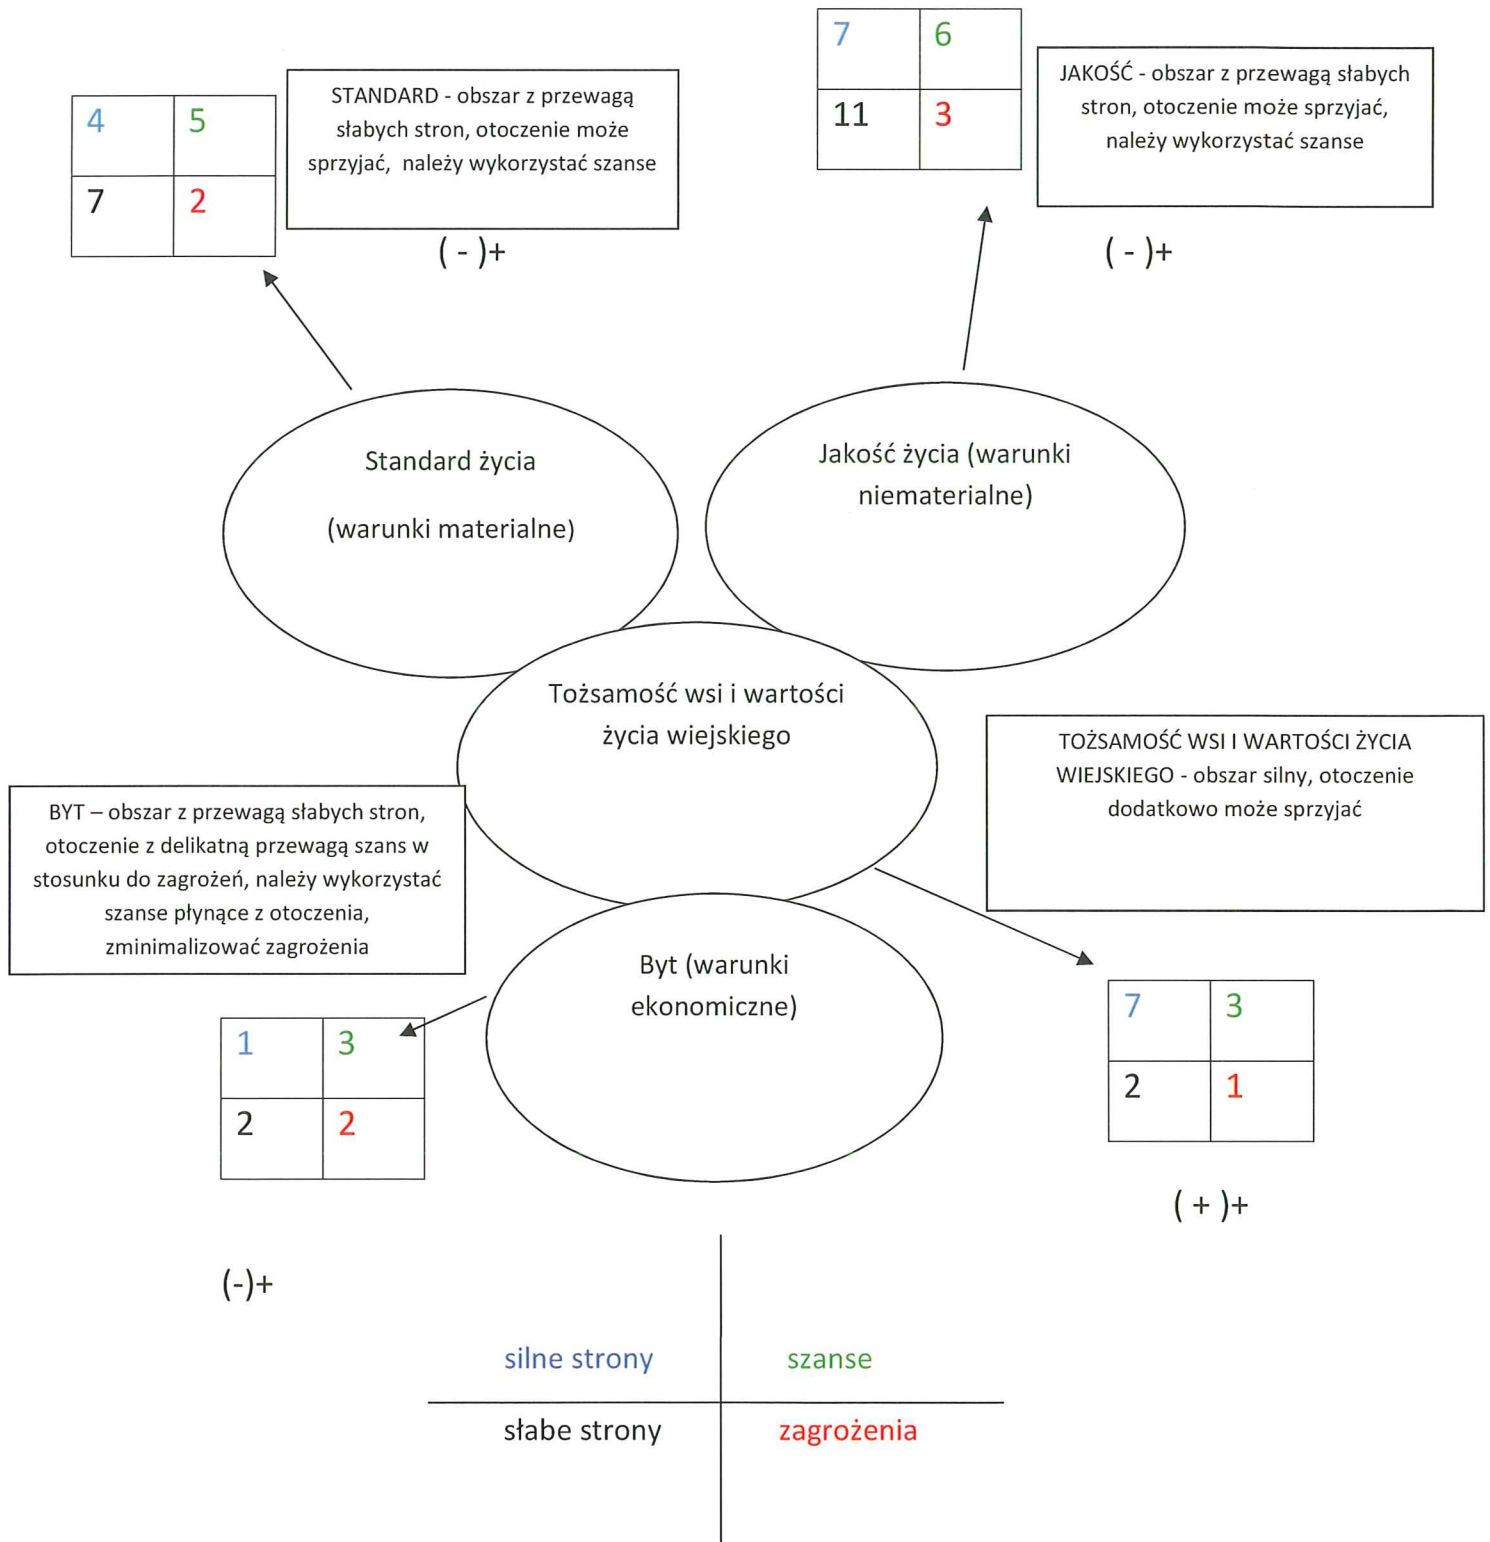 7 6
11 3
JAKOŚĆ - obszar z przewagą słabych
stron, otoczenie może sprzyjać,
należy wykorzystać szanse
( - )+
4 5
7 2
STANDARD - obszar z przewagą
słabych stron, otoczenie może
sprzyjać, należy wykorzystać szanse
( - )+
Standard życia
(warunki materialne)
Jakość życia (warunki
niematerialne)
Tożsamość wsi i wartości
życia wiejskiego
TOŻSAMOŚĆ WSI I WARTOŚCI ŻYCIA
WIEJSKIEGO - obszar silny, otoczenie
dodatkowo może sprzyjać
BYT – obszar z przewagą słabych stron,
otoczenie z delikatną przewagą szans w
stosunku do zagrożeń, należy wykorzystać
szanse płynące z otoczenia,
zminimalizować zagrożenia
Byt (warunki
ekonomiczne)
1 3
2 2
(-)+
7 3
2 1
( + )+
silne strony szanse
słabe strony zagrożenia